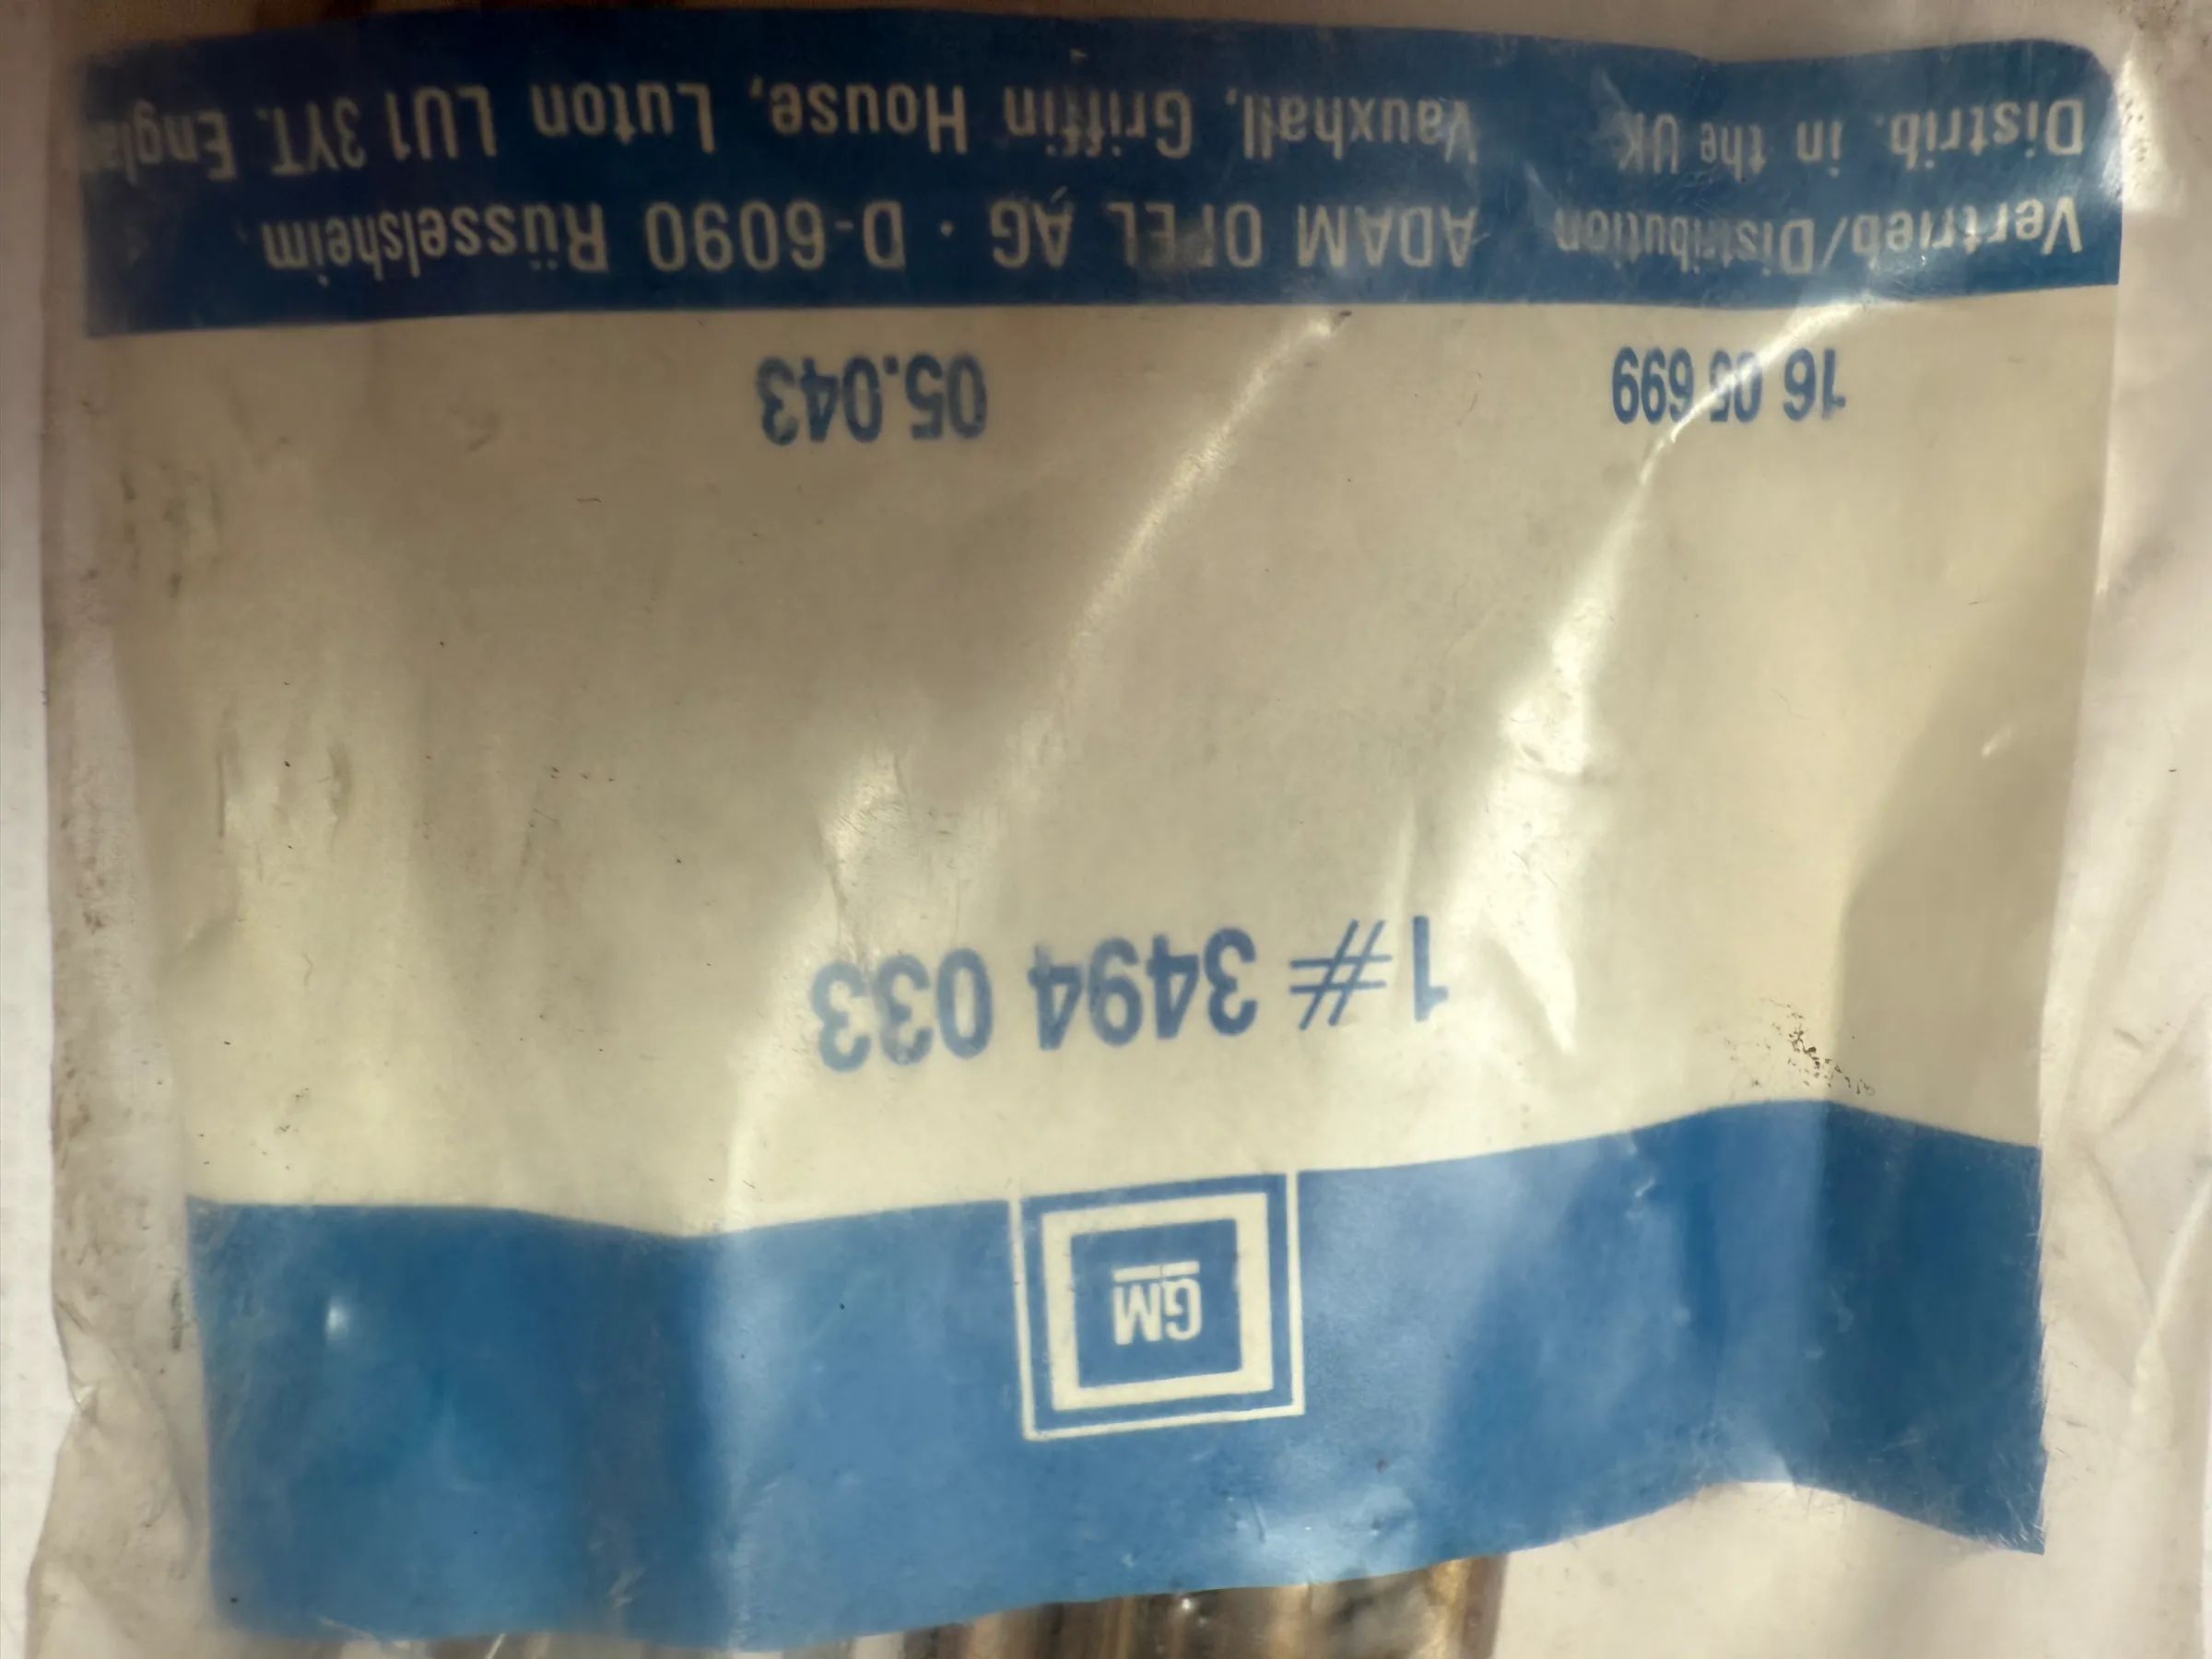 GM
1# 3494 033
16 05 699 05.043
Vertrieb/Distribution ADAM OPEL AG · D-6090 Rüsselsheim
Distrib. in the UK Vauxhall, Griffin House, Luton LU1 3YT. Engla